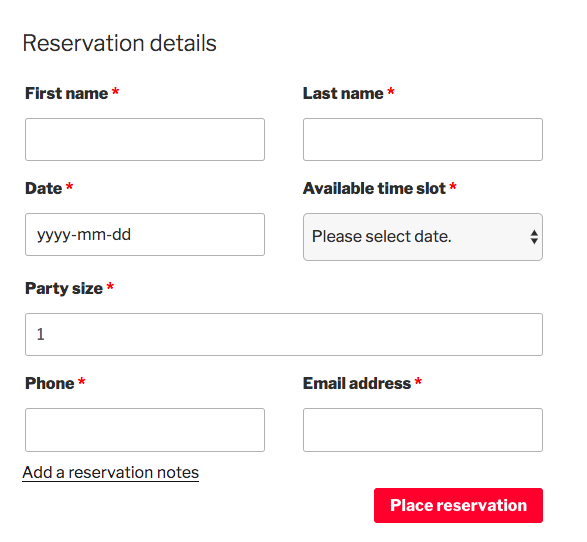 Reservation details
First name *
Last name *
Date *
Available time slot *
yyyy-mm-dd
Please select date.
Party size *
1
Phone *
Email address *
Add a reservation notes
Place reservation